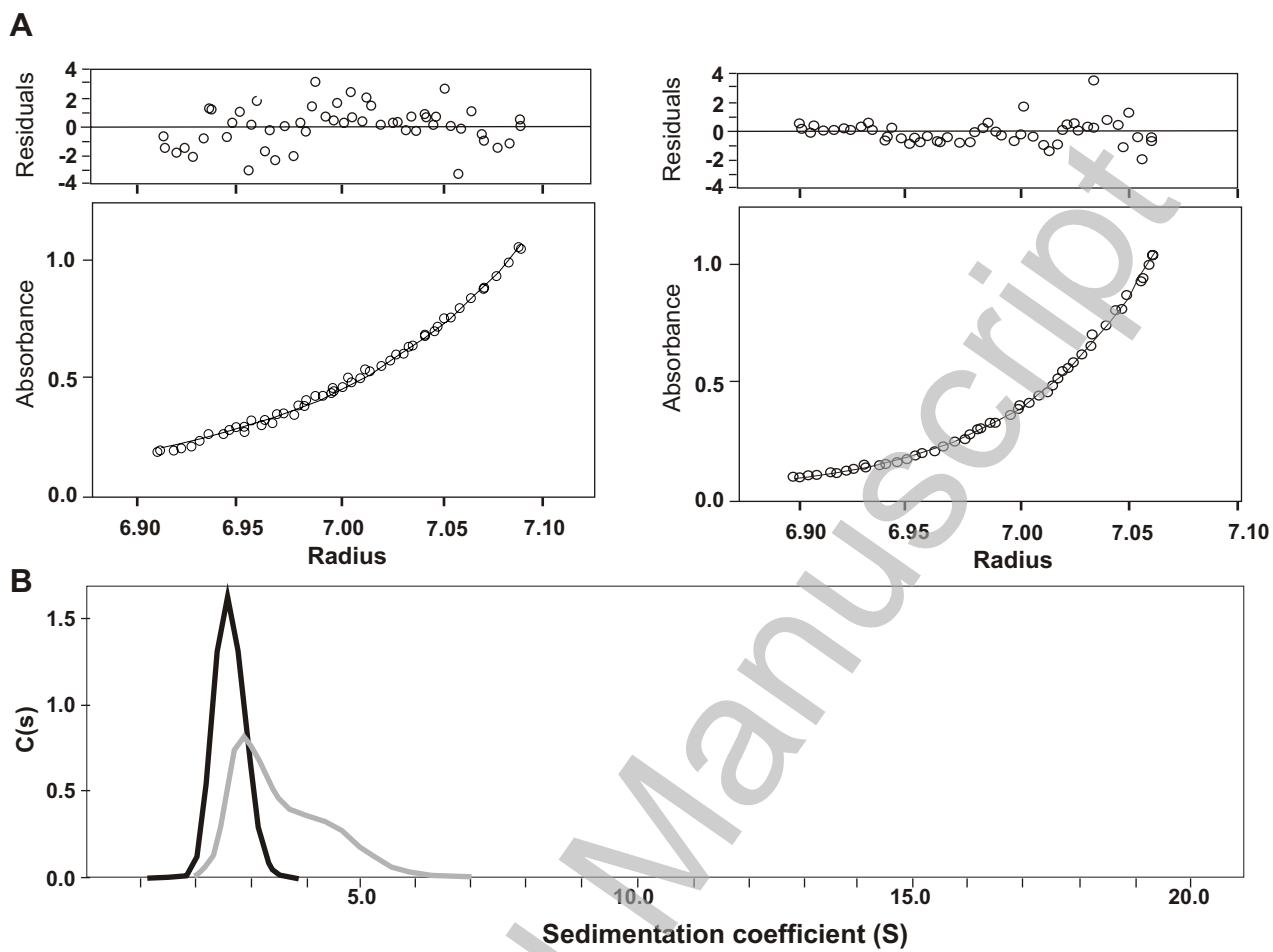 A
Residuals
4
2
0
-2
-4
Absorbance
1.0
0.5
0.0
6.90 6.95 7.00 7.05 7.10
Radius
Residuals
4
2
0
-2
-4
Absorbance
1.0
0.5
0.0
6.90 6.95 7.00 7.05 7.10
Radius
B
C(s)
1.5
1.0
0.5
0.0
5.0 10.0 15.0 20.0
Sedimentation coefficient (S)
Manuscript